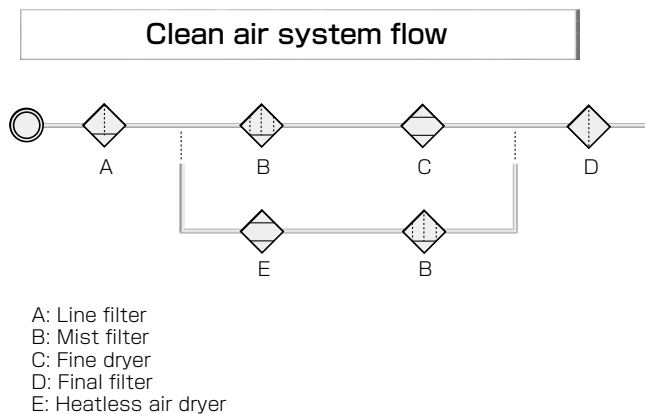 Clean air system flow
A
B
C
D
E
B
A: Line filter
B: Mist filter
C: Fine dryer
D: Final filter
E: Heatless air dryer